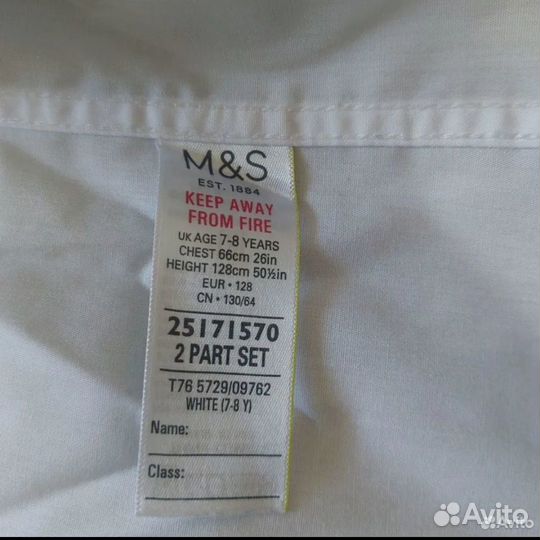 M&S
EST. 1884
KEEP AWAY
FROM FIRE
UK AGE 7-8 YEARS
CHEST 66cm 26in
HEIGHT 128cm 50½in
EUR • 128
CN • 130/64
25171570
2 PART SET
T76 5729/09762
WHITE (7-8 Y)
Name:
Class:
Avito
Avito